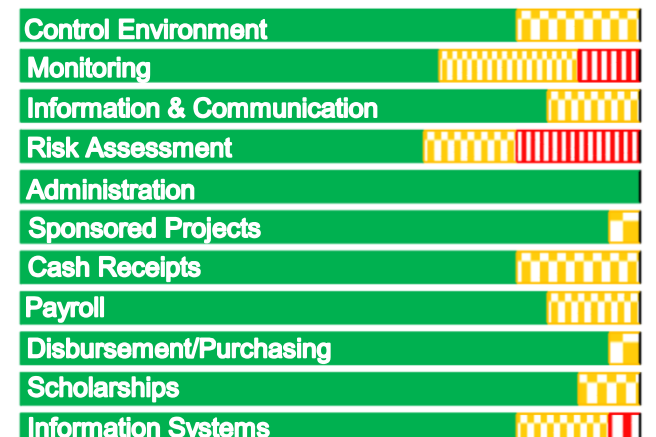 Control Environment
Monitoring
Information & Communication
Risk Assessment
Administration
Sponsored Projects
Cash Receipts
Payroll
Disbursement/Purchasing
Scholarships
Information Systems